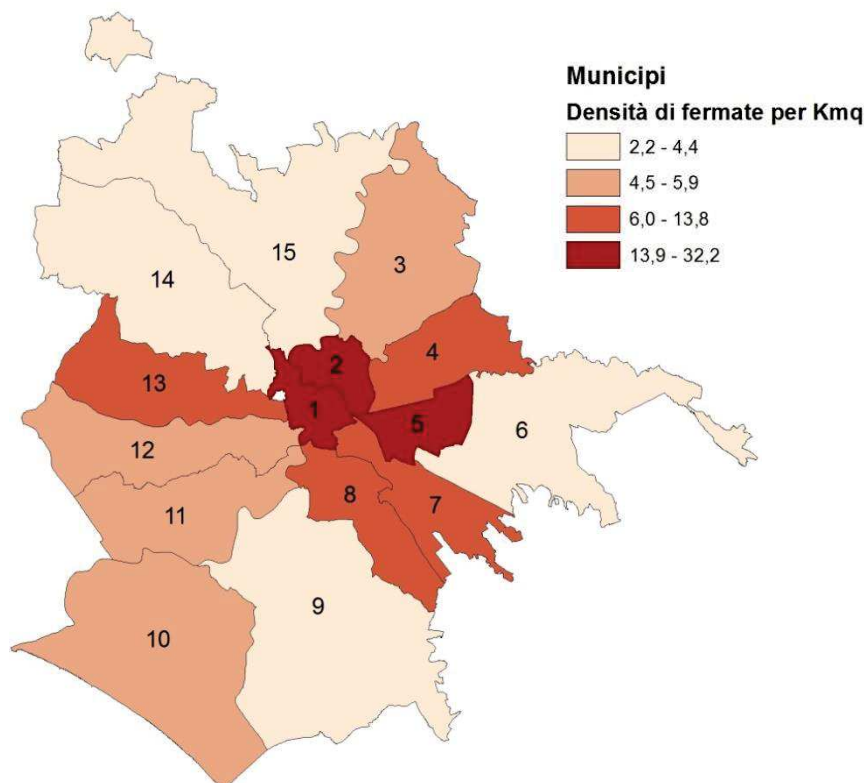 Municipi
Densità di fermate per Kmq
2,2 - 4,4
4,5 - 5,9
6,0 - 13,8
13,9 - 32,2
15
3
14
2
4
13
1
5
6
12
8
7
11
9
10